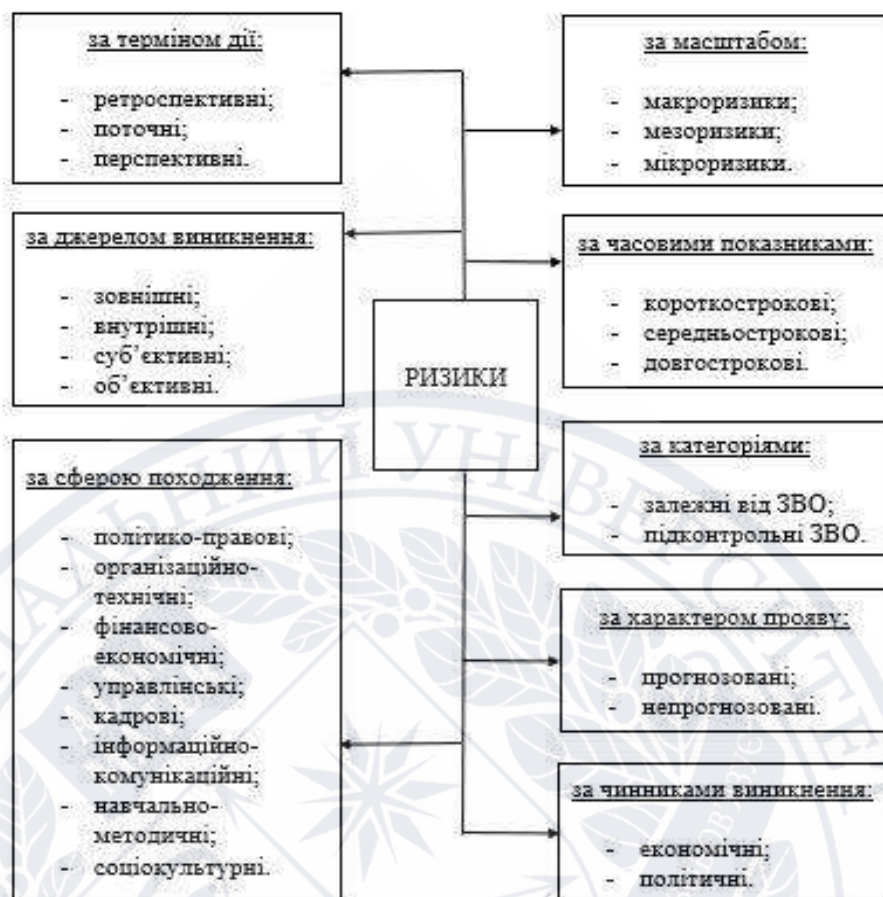 за терміном дії:
- ретроспективні;
- поточні;
- перспективні.
за масштабом:
- макроризики;
- мезоризики;
- мікроризики.
за джерелом виникнення:
- зовнішні;
- внутрішні;
- суб’єктивні;
- об’єктивні.
за часовими показниками:
- короткострокові;
- середньострокові;
- довгострокові.
РИЗИКИ
за сферою походження:
- політико-правові;
- організаційно-
технічні;
- фінансово-
економічні;
- управлінські;
- кадрові;
- інформаційно-
комунікаційні;
- навчально-
методичні;
- соціокультурні.
за категоріями:
- залежні від ЗВО;
- підконтрольні ЗВО.
за характером прояву:
- прогнозовані;
- непрогнозовані.
за чинниками виникнення:
- економічні;
- політичні.